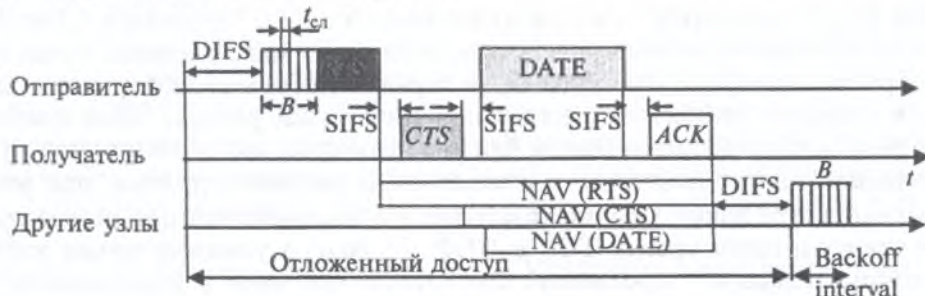 t сл
DIFS
RTS
DATE
Отправитель
B
SIFS
CTS
SIFS
SIFS
ACK
Получатель
t
NAV (RTS)
DIFS
B
NAV (CTS)
Другие узлы
NAV (DATE)
Отложенный доступ
Backoff
interval